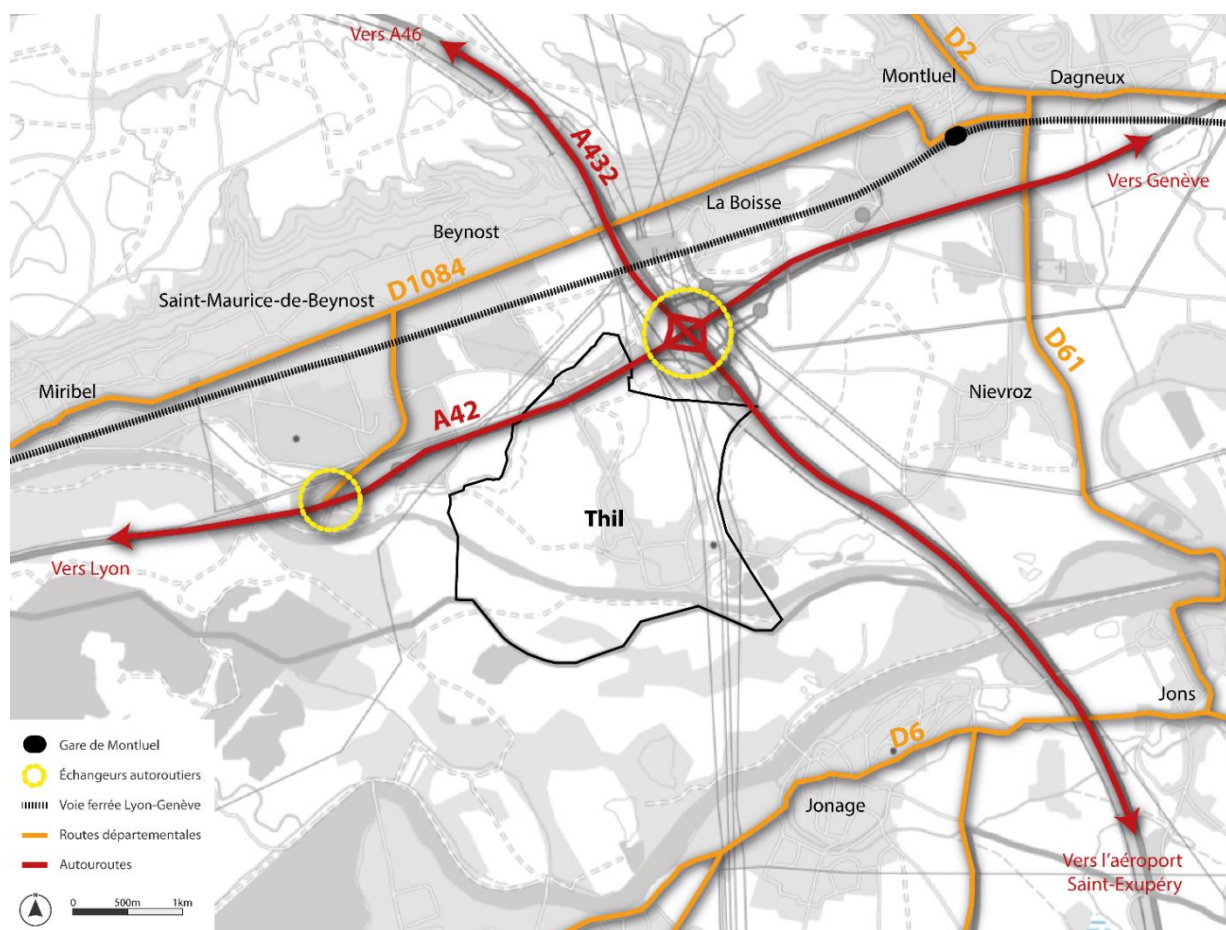 Vers A46
D2
Montluel
Dagneux
A432
Vers Genève
La Boisse
Beynost
D1084
Saint-Maurice-de-Beynost
D61
Miribel
Nievroz
A42
Thil
Vers Lyon
Jons
D6
Jonage
Vers l'aéroport
Saint-Exupéry
Gare de Montluel
Échangeurs autoroutiers
Voie ferrée Lyon-Genève
Routes départementales
Autouroutes
N
0 500m 1km